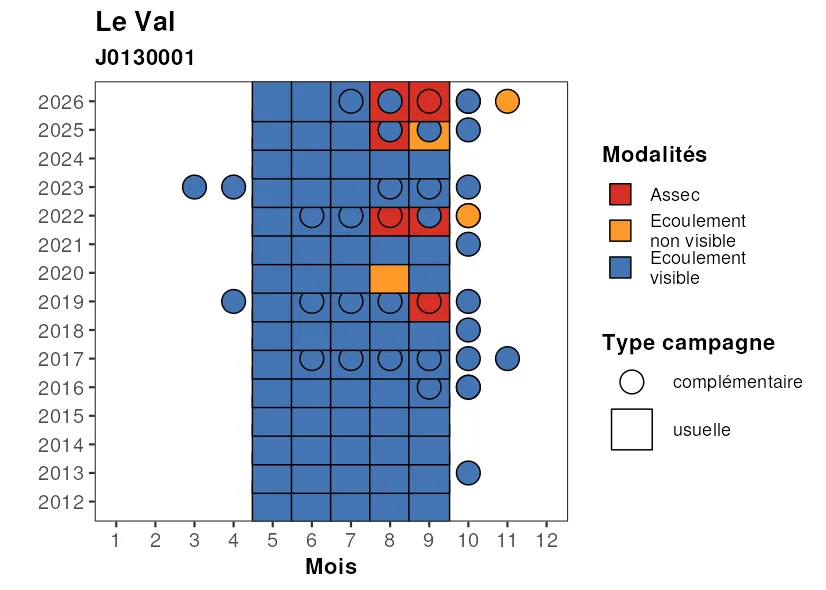 Le Val
J0130001
2026
2025
2024
2023
2022
2021
2020
2019
2018
2017
2016
2015
2014
2013
2012
1 2 3 4 5 6 7 8 9 10 11 12
Mois
Modalités
Assec
Ecoulement
non visible
Ecoulement
visible
Type campagne
complémentaire
usuelle